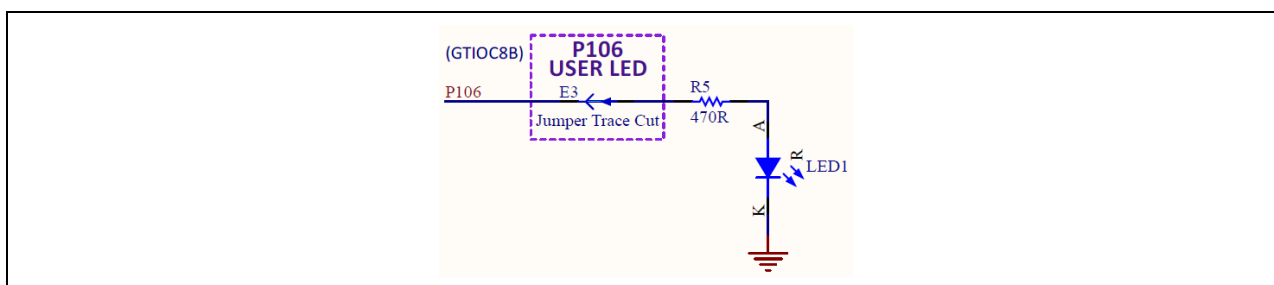 (GTIOC8B)
P106
USER LED
P106
E3
Jumper Trace Cut
R5
470R
A
R
LED1
K